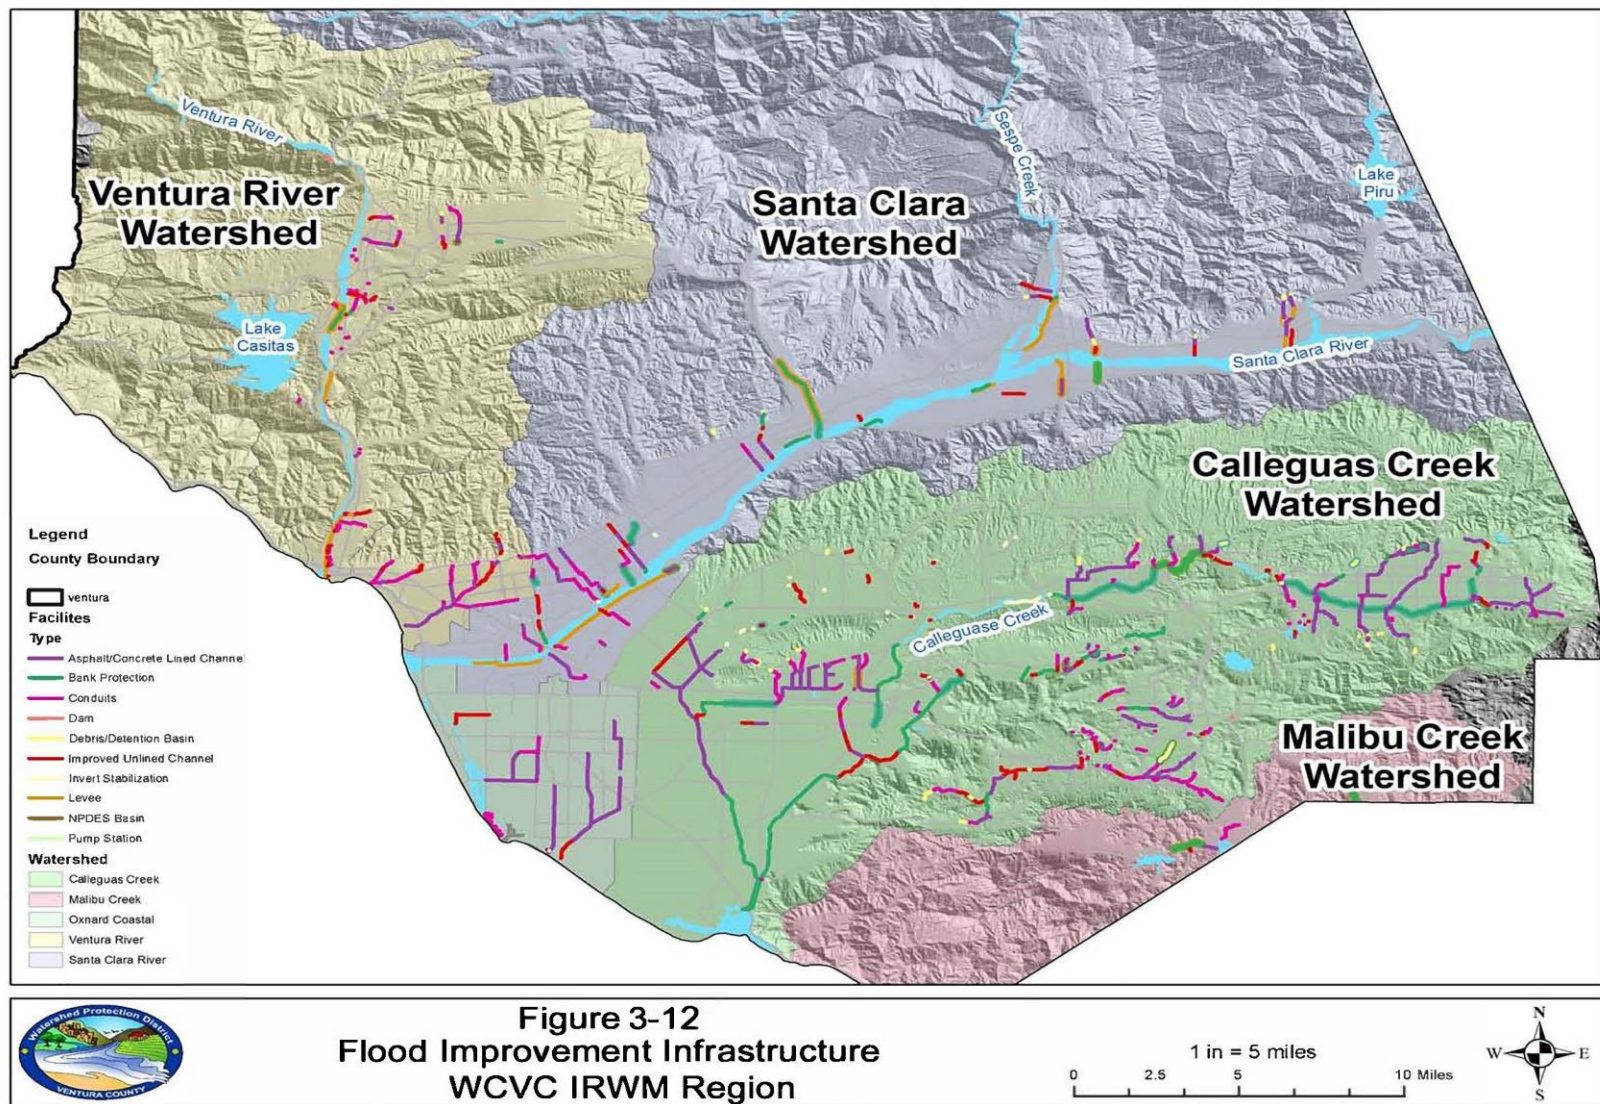 Ventura River
Sespe Creek
Lake
Piru
Ventura River
Watershed
Santa Clara
Watershed
Lake
Casitas
Santa Clara River
Calleguas Creek
Watershed
Calleguase Creek
Malibu Creek
Watershed
Legend
County Boundary
ventura
Facilites
Type
Asphalt/Concrete Lined Channel
Bank Protection
Conduits
Dam
Debris/Detention Basin
Improved Unlined Channel
Invert Stabilization
Levee
NPDES Basin
Pump Station
Watershed
Calleguas Creek
Malibu Creek
Oxnard Coastal
Ventura River
Santa Clara River
Watershed Protection District
VENTURA COUNTY
Figure 3-12
Flood Improvement Infrastructure
WCVC IRWM Region
1 in = 5 miles
0 2.5 5 10 Miles
N
W E
S